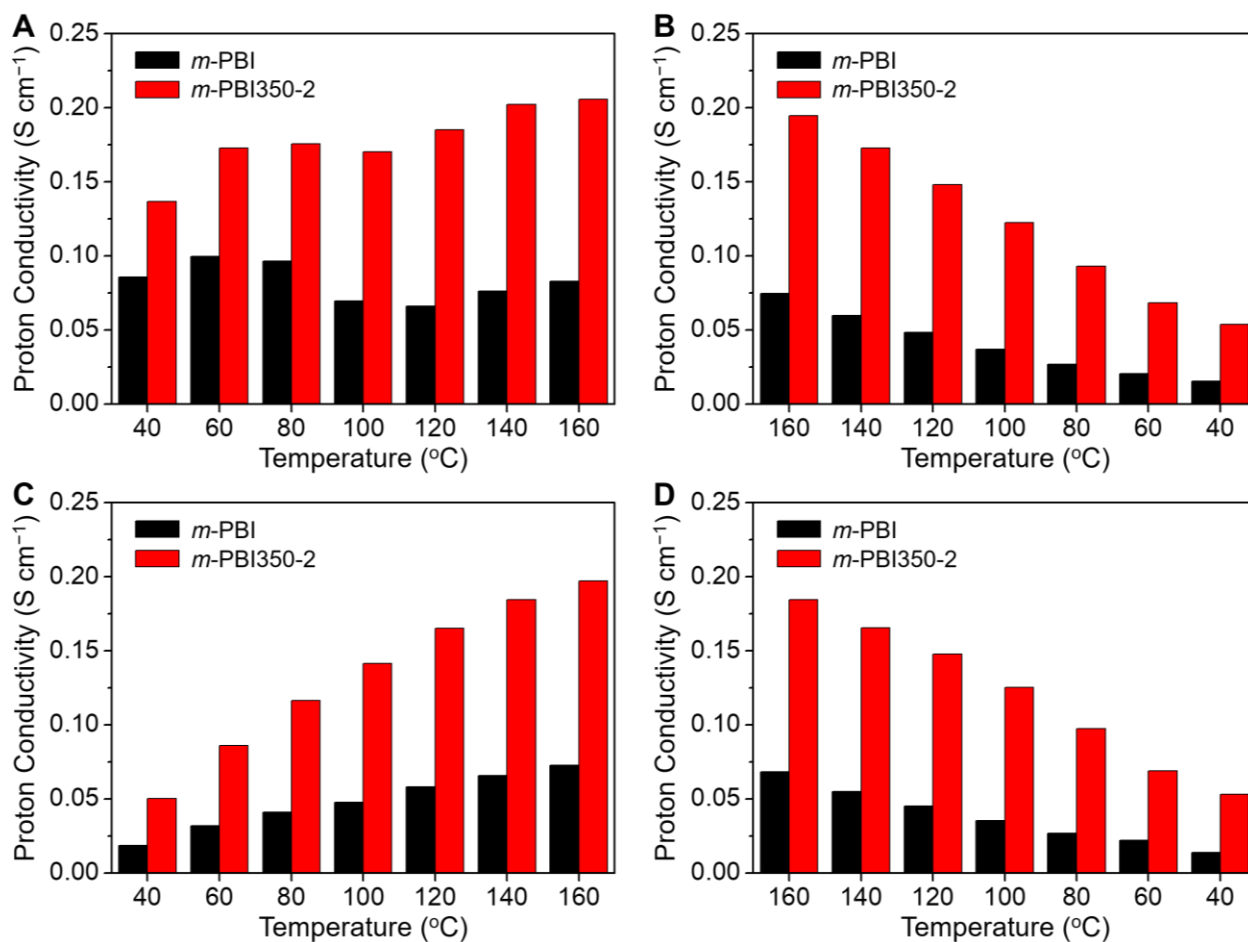 A
m-PBI
m-PBI350-2
Proton Conductivity (S cm⁻¹)
0.25
0.20
0.15
0.10
0.05
0.00
40 60 80 100 120 140 160
Temperature (°C)
B
m-PBI
m-PBI350-2
Proton Conductivity (S cm⁻¹)
0.25
0.20
0.15
0.10
0.05
0.00
160 140 120 100 80 60 40
Temperature (°C)
C
m-PBI
m-PBI350-2
Proton Conductivity (S cm⁻¹)
0.25
0.20
0.15
0.10
0.05
0.00
40 60 80 100 120 140 160
Temperature (°C)
D
m-PBI
m-PBI350-2
Proton Conductivity (S cm⁻¹)
0.25
0.20
0.15
0.10
0.05
0.00
160 140 120 100 80 60 40
Temperature (°C)